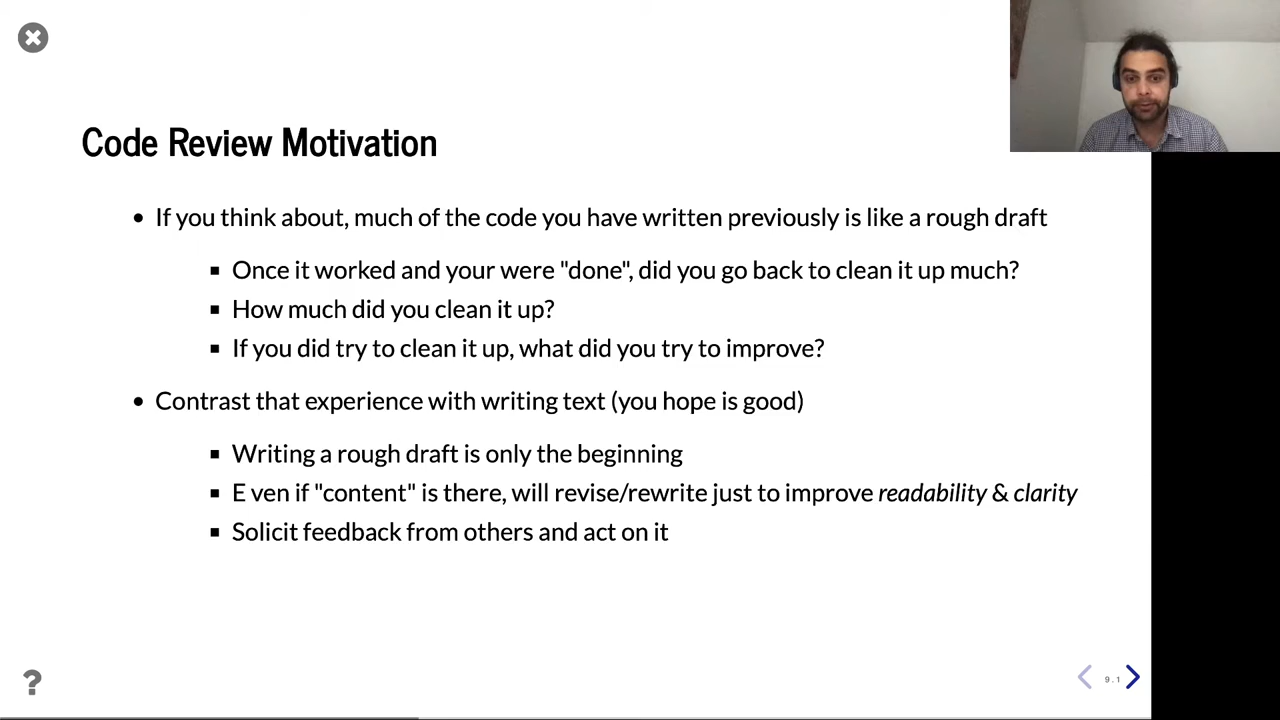 Code Review Motivation
• If you think about, much of the code you have written previously is like a rough draft
▪ Once it worked and your were "done", did you go back to clean it up much?
▪ How much did you clean it up?
▪ If you did try to clean it up, what did you try to improve?
• Contrast that experience with writing text (you hope is good)
▪ Writing a rough draft is only the beginning
▪ E ven if "content" is there, will revise/rewrite just to improve readability & clarity
▪ Solicit feedback from others and act on it
?
9.1